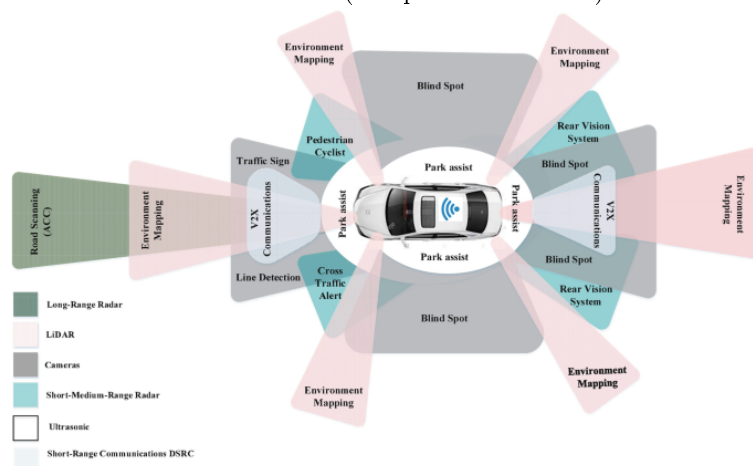 Environment
Mapping
Environment
Mapping
Blind Spot
Pedestrian
Cyclist
Rear Vision
System
Traffic Sign
Park assist
Blind Spot
Road Scanning
(ACC)
Environment
Mapping
V2X
Communications
Park assist
Park assist
V2X
Communications
Environment
Mapping
Line Detection
Cross
Traffic
Alert
Park assist
Blind Spot
Rear Vision
System
Blind Spot
Environment
Mapping
Environment
Mapping
Long-Range Radar
LiDAR
Cameras
Short-Medium-Range Radar
Ultrasonic
Short-Range Communications DSRC